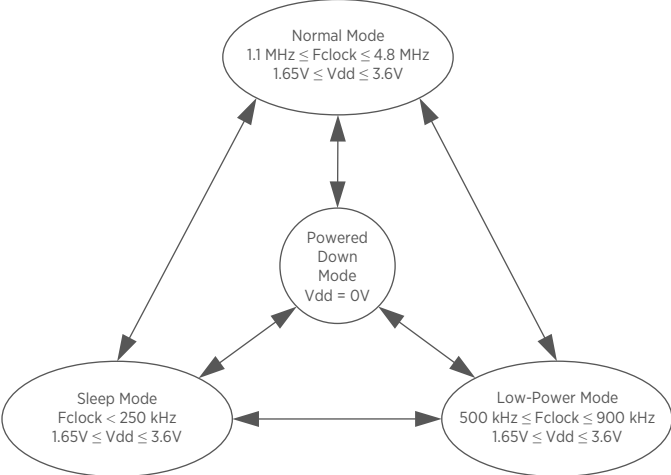 Normal Mode
1.1 MHz ≤ Fclock ≤ 4.8 MHz
1.65V ≤ Vdd ≤ 3.6V
Powered
Down
Mode
Vdd = 0V
Sleep Mode
Fclock < 250 kHz
1.65V ≤ Vdd ≤ 3.6V
Low-Power Mode
500 kHz ≤ Fclock ≤ 900 kHz
1.65V ≤ Vdd ≤ 3.6V